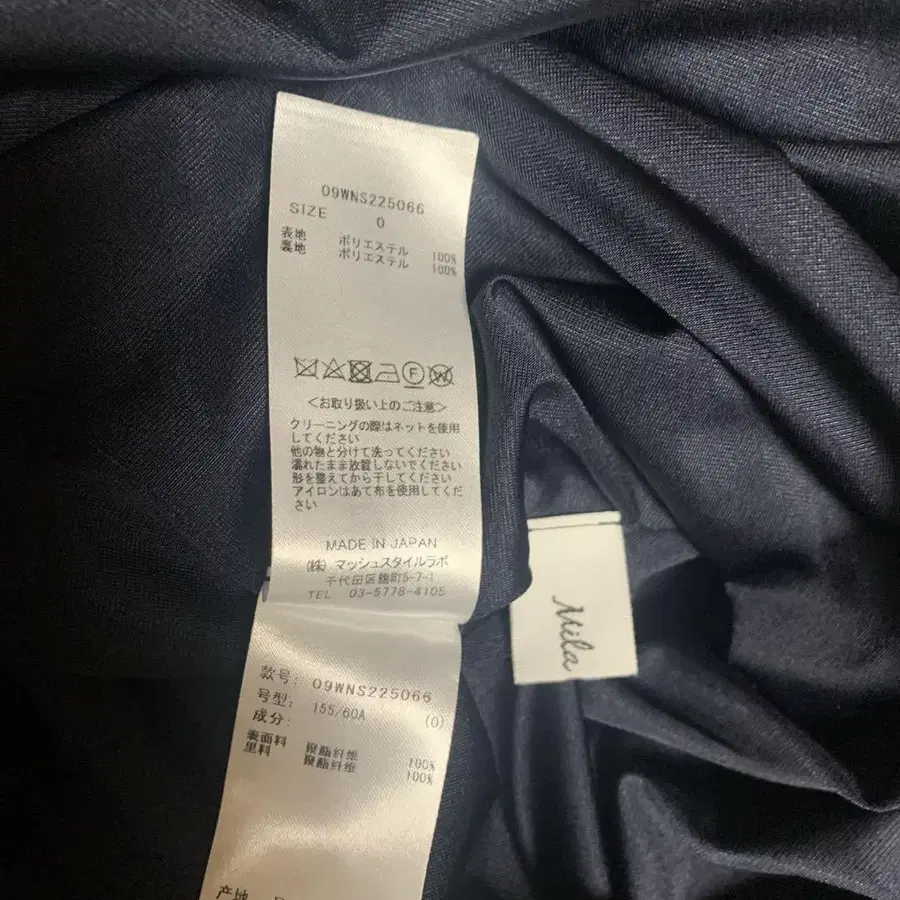 09WNS225066
SIZE 0
表地 ポリエステル 100%
裏地 ポリエステル 100%
F
W
<お取り扱い上のご注意>
クリーニングの際はネットを使用
してください
他の物と分けて洗ってください
濡れたまま放置しないでください
形を整えてから干してください
アイロンはあて布を使用してくだ
さい
MADE IN JAPAN
(株) マッシュスタイルラボ
千代田区麹町5-7-1
TEL 03-5778-4105
Mila
款号: 09WNS225066
号型: 155/60A (0)
成分:
表面料 聚酯纤维 100%
里料 聚酯纤维 100%
产地